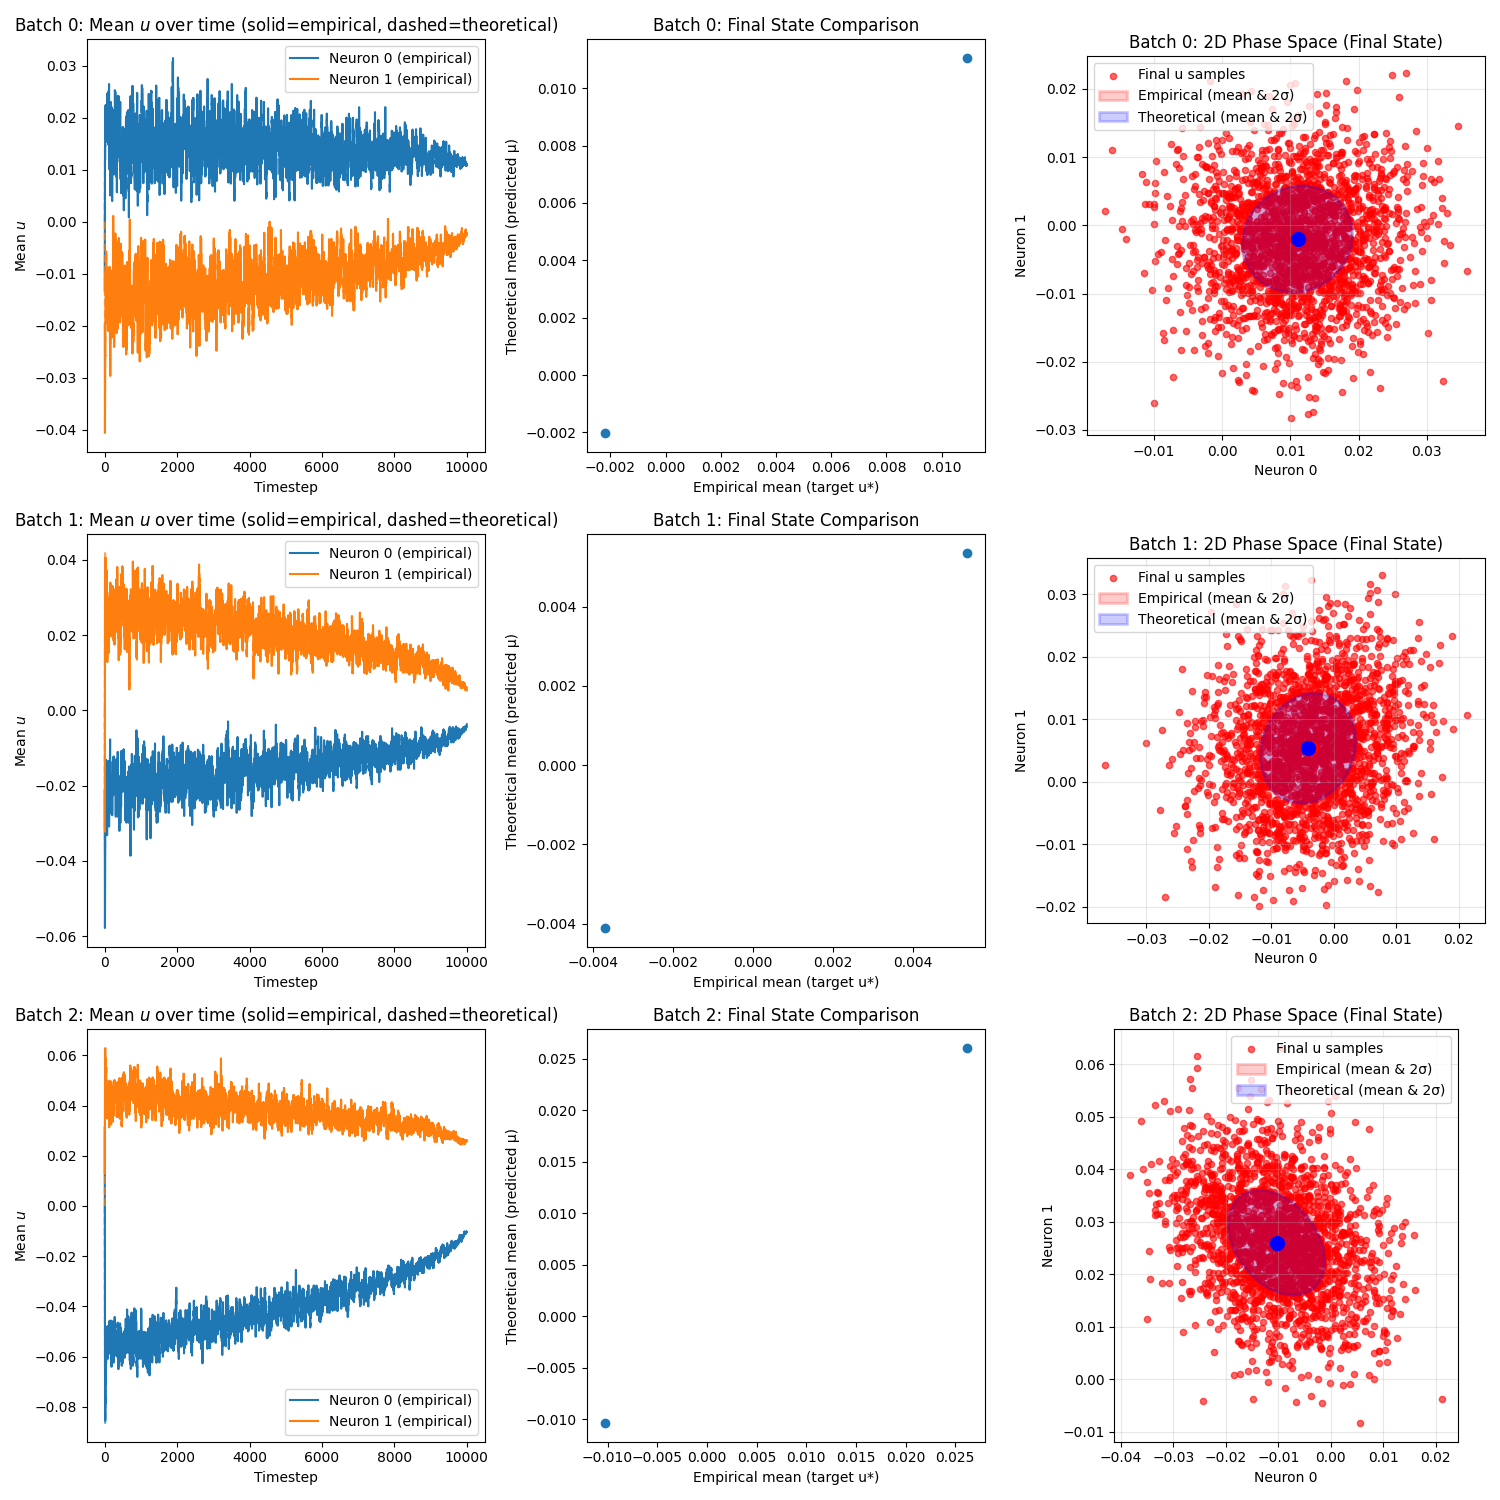 Batch 0: Mean u over time (solid=empirical, dashed=theoretical)
Mean u
0.03
0.02
0.01
0.00
−0.01
−0.02
−0.03
−0.04
Neuron 0 (empirical)
Neuron 1 (empirical)
0 2000 4000 6000 8000 10000
Timestep
Batch 0: Final State Comparison
Theoretical mean (predicted μ)
0.010
0.008
0.006
0.004
0.002
0.000
−0.002
−0.002 0.000 0.002 0.004 0.006 0.008 0.010
Empirical mean (target u*)
Batch 0: 2D Phase Space (Final State)
Neuron 1
0.02
0.01
0.00
−0.01
−0.02
−0.03
Final u samples
Empirical (mean & 2σ)
Theoretical (mean & 2σ)
−0.01 0.00 0.01 0.02 0.03
Neuron 0
Batch 1: Mean u over time (solid=empirical, dashed=theoretical)
Mean u
0.04
0.02
0.00
−0.02
−0.04
−0.06
Neuron 0 (empirical)
Neuron 1 (empirical)
0 2000 4000 6000 8000 10000
Timestep
Batch 1: Final State Comparison
Theoretical mean (predicted μ)
0.004
0.002
0.000
−0.002
−0.004
−0.004 −0.002 0.000 0.002 0.004
Empirical mean (target u*)
Batch 1: 2D Phase Space (Final State)
Neuron 1
0.03
0.02
0.01
0.00
−0.01
−0.02
Final u samples
Empirical (mean & 2σ)
Theoretical (mean & 2σ)
−0.03 −0.02 −0.01 0.00 0.01 0.02
Neuron 0
Batch 2: Mean u over time (solid=empirical, dashed=theoretical)
Mean u
0.06
0.04
0.02
0.00
−0.02
−0.04
−0.06
−0.08
Neuron 0 (empirical)
Neuron 1 (empirical)
0 2000 4000 6000 8000 10000
Timestep
Batch 2: Final State Comparison
Theoretical mean (predicted μ)
0.025
0.020
0.015
0.010
0.005
0.000
−0.005
−0.010
−0.010 −0.005 0.000 0.005 0.010 0.015 0.020 0.025
Empirical mean (target u*)
Batch 2: 2D Phase Space (Final State)
Neuron 1
0.06
0.05
0.04
0.03
0.02
0.01
0.00
−0.01
Final u samples
Empirical (mean & 2σ)
Theoretical (mean & 2σ)
−0.04 −0.03 −0.02 −0.01 0.00 0.01 0.02
Neuron 0